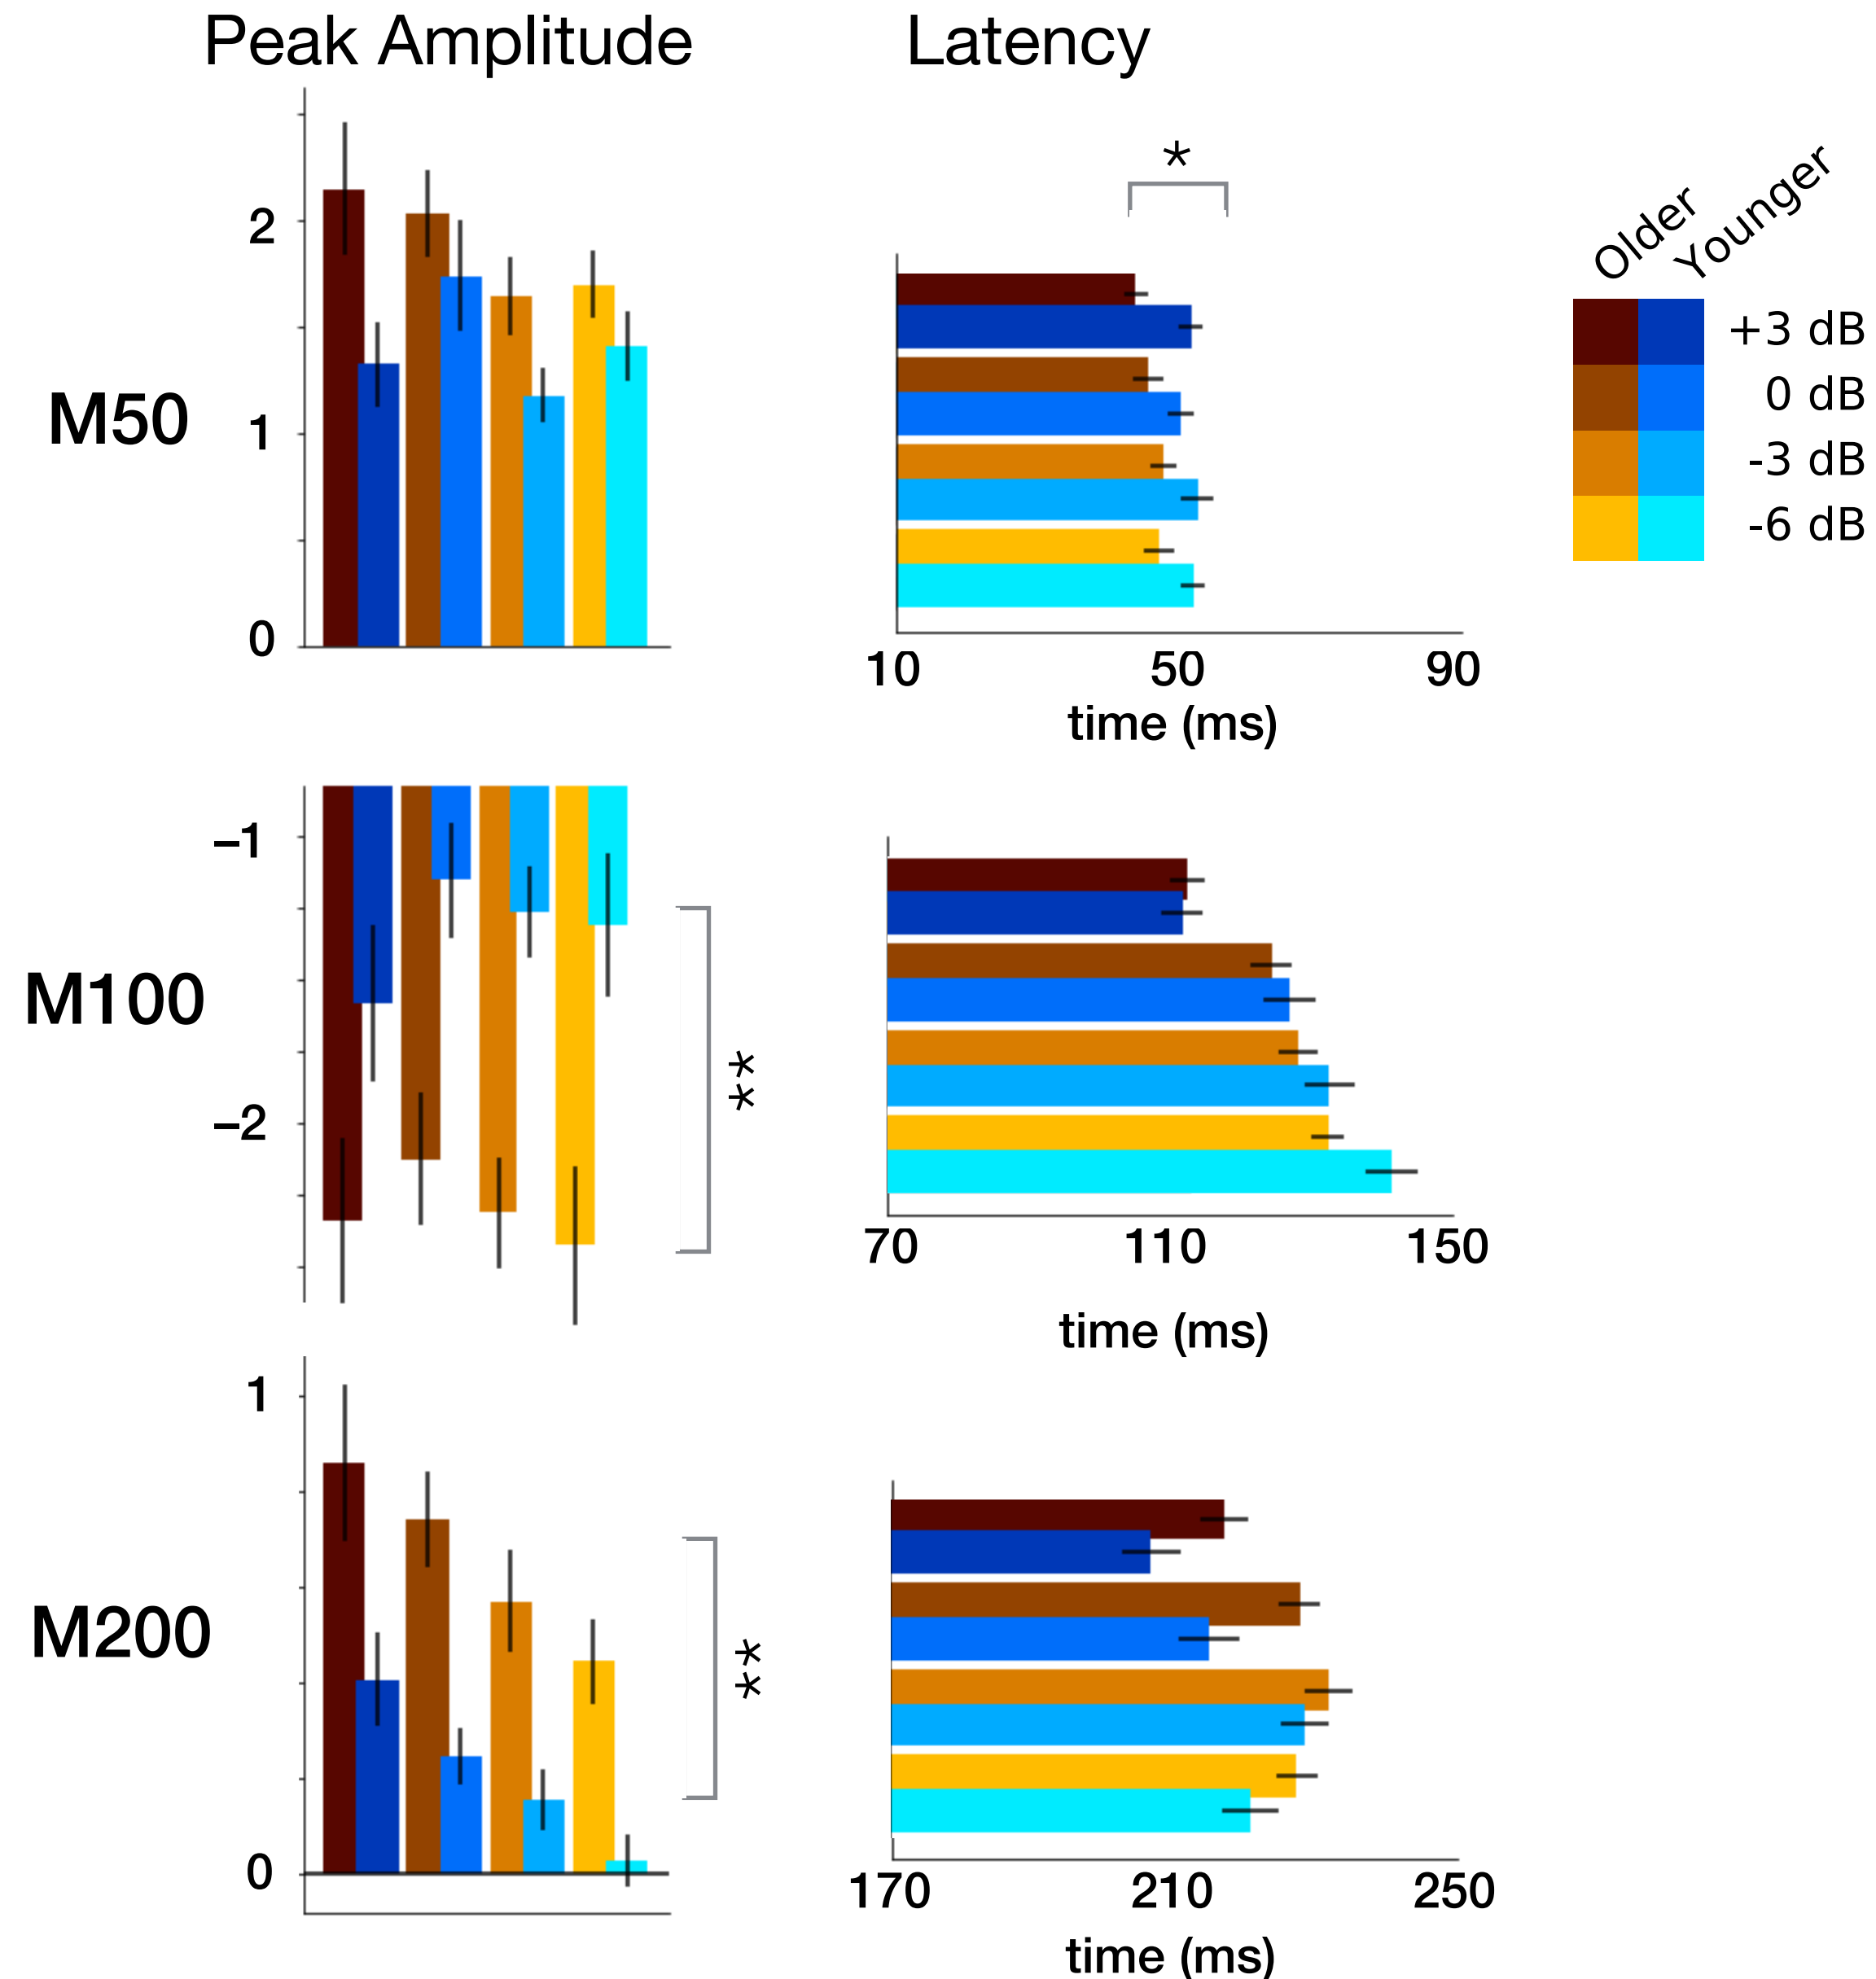 Peak Amplitude
Latency
*
Older
Younger
+3 dB
0 dB
-3 dB
-6 dB
M50
2
1
0
10 50 90
time (ms)
M100
–1
–2
**
70 110 150
time (ms)
M200
1
0
**
170 210 250
time (ms)